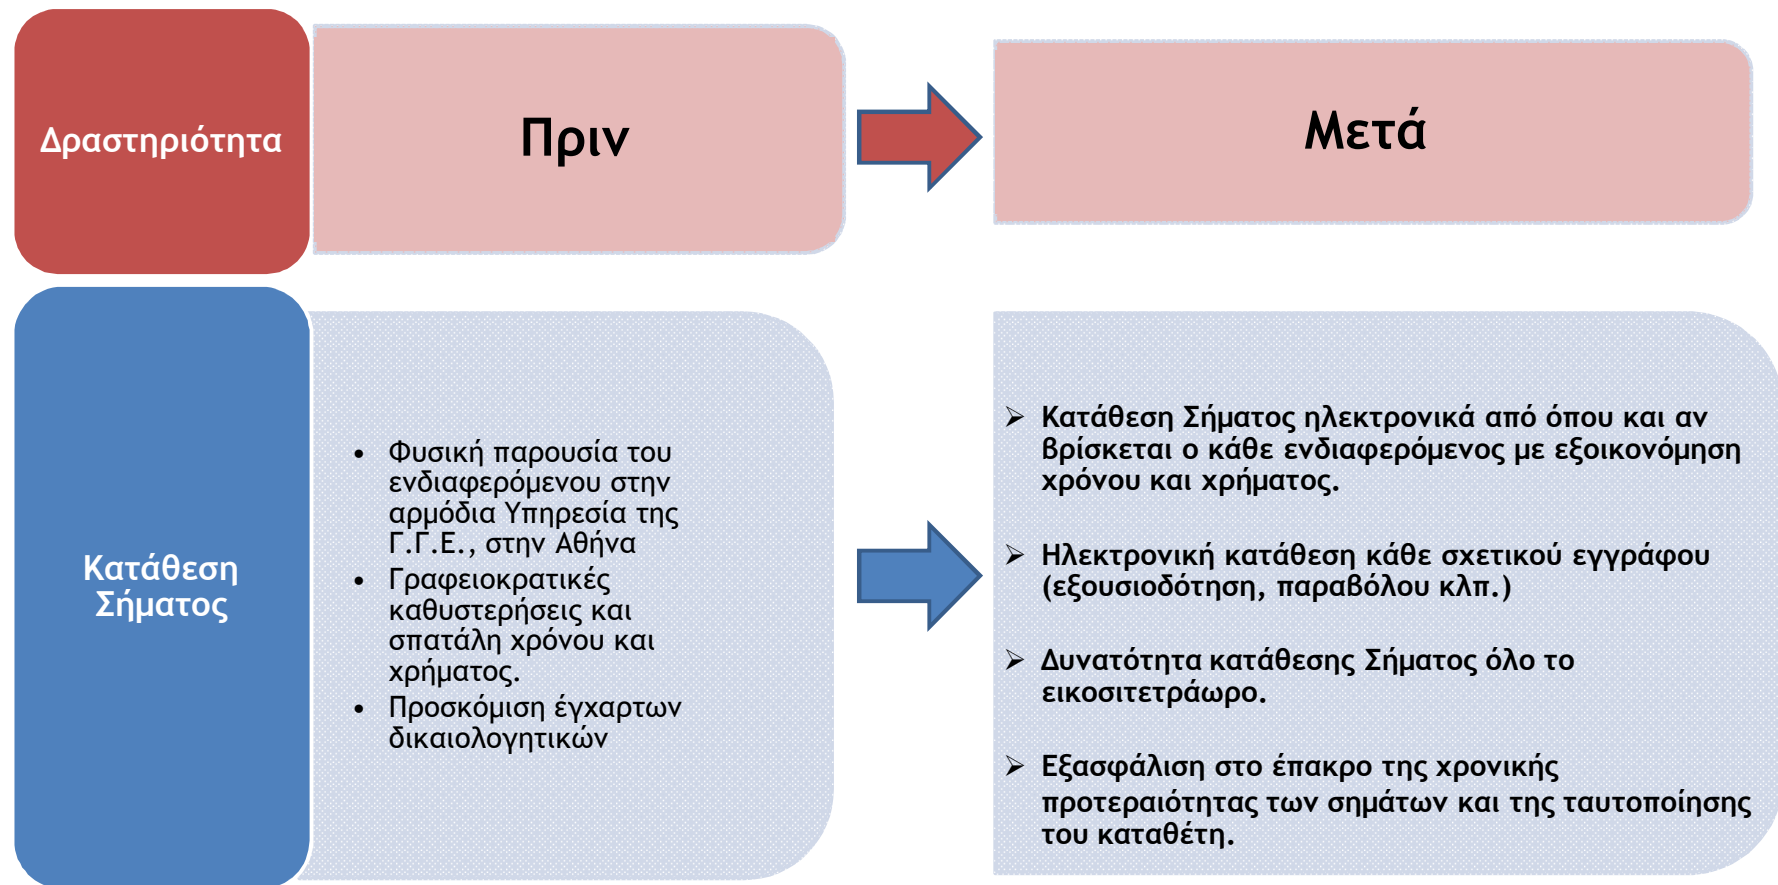 Δραστηριότητα
Πριν
Μετά
Κατάθεση
Σήματος
• Φυσική παρουσία του
ενδιαφερόμενου στην
αρμόδια Υπηρεσία της
Γ.Γ.Ε., στην Αθήνα
• Γραφειοκρατικές
καθυστερήσεις και
σπατάλη χρόνου και
χρήματος.
• Προσκόμιση έγχαρτων
δικαιολογητικών
➢ Κατάθεση Σήματος ηλεκτρονικά από όπου και αν
βρίσκεται ο κάθε ενδιαφερόμενος με εξοικονόμηση
χρόνου και χρήματος.
➢ Ηλεκτρονική κατάθεση κάθε σχετικού εγγράφου
(εξουσιοδότηση, παραβόλου κλπ.)
➢ Δυνατότητα κατάθεσης Σήματος όλο το
εικοσιτετράωρο.
➢ Εξασφάλιση στο έπακρο της χρονικής
προτεραιότητας των σημάτων και της ταυτοποίησης
του καταθέτη.